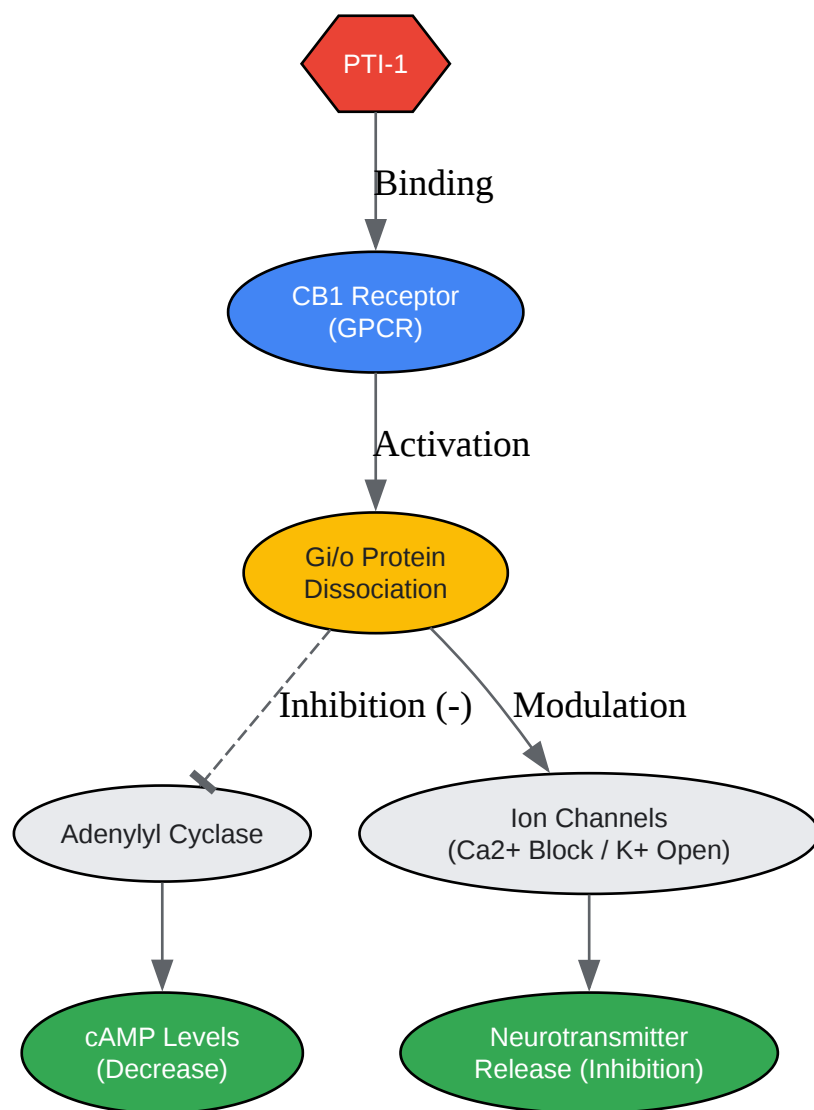 PTI-1
Binding
CB1 Receptor
(GPCR)
Activation
Gi/o Protein
Dissociation
Inhibition (-)
Modulation
Adenylyl Cyclase
Ion Channels
(Ca2+ Block / K+ Open)
cAMP Levels
(Decrease)
Neurotransmitter
Release (Inhibition)